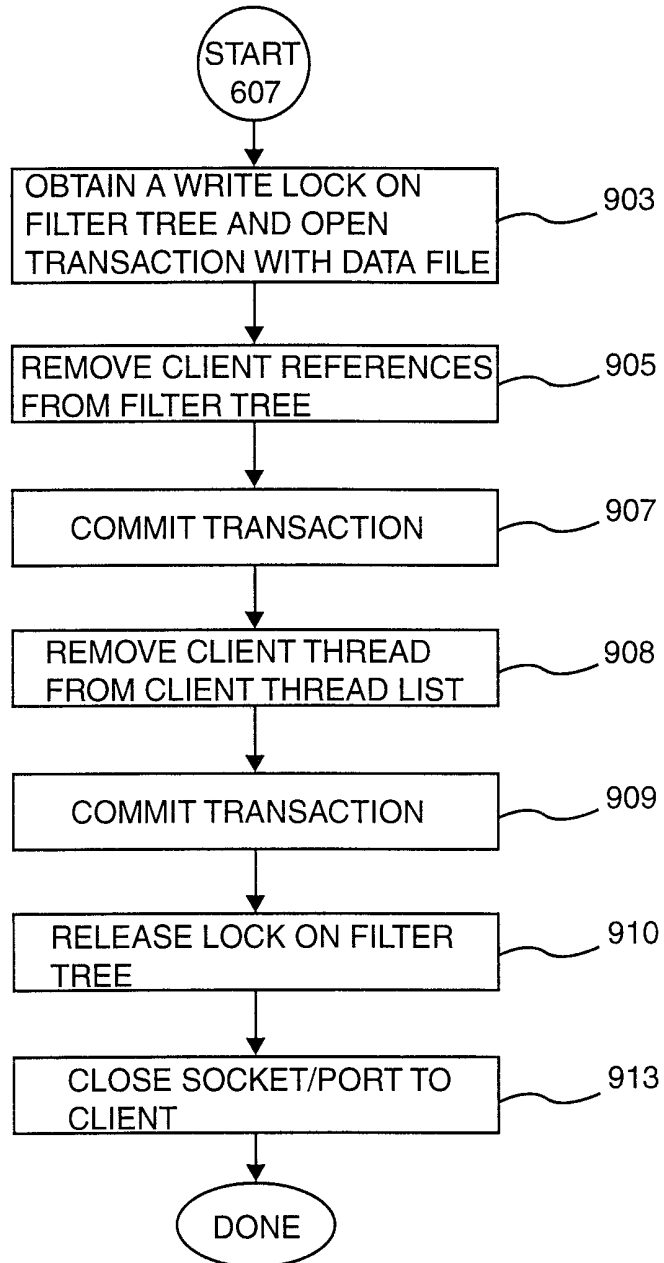 START
607
OBTAIN A WRITE LOCK ON
FILTER TREE AND OPEN
TRANSACTION WITH DATA FILE
903
REMOVE CLIENT REFERENCES
FROM FILTER TREE
905
COMMIT TRANSACTION
907
REMOVE CLIENT THREAD
FROM CLIENT THREAD LIST
908
COMMIT TRANSACTION
909
RELEASE LOCK ON FILTER
TREE
910
CLOSE SOCKET/PORT TO
CLIENT
913
DONE